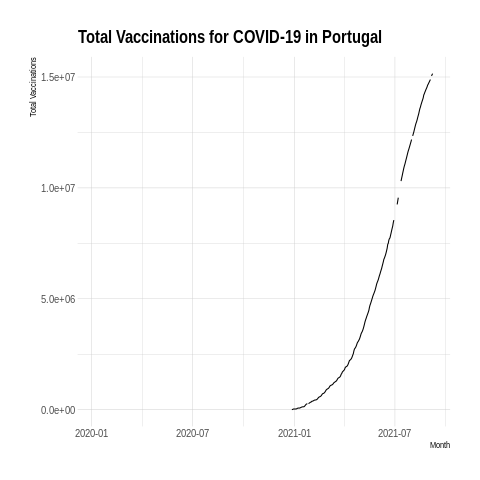 Total Vaccinations for COVID-19 in Portugal
Total Vaccinations
1.5e+07
1.0e+07
5.0e+06
0.0e+00
2020-01
2020-07
2021-01
2021-07
Month